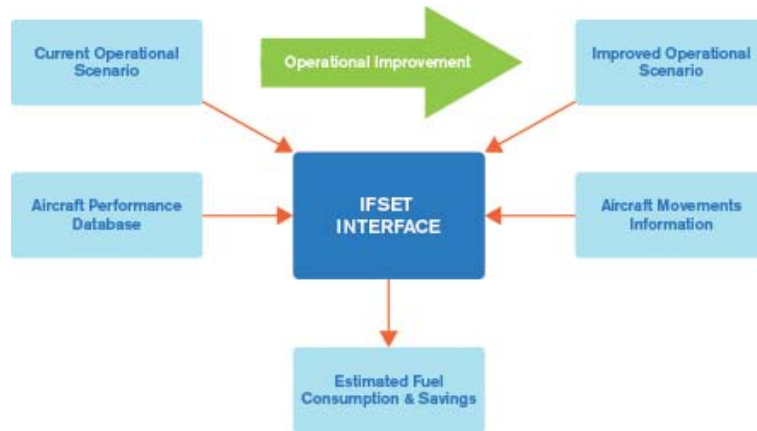 Current Operational
Scenario
Operational Improvement
Improved Operational
Scenario
Aircraft Performance
Database
IFSET
INTERFACE
Aircraft Movements
Information
Estimated Fuel
Consumption & Savings